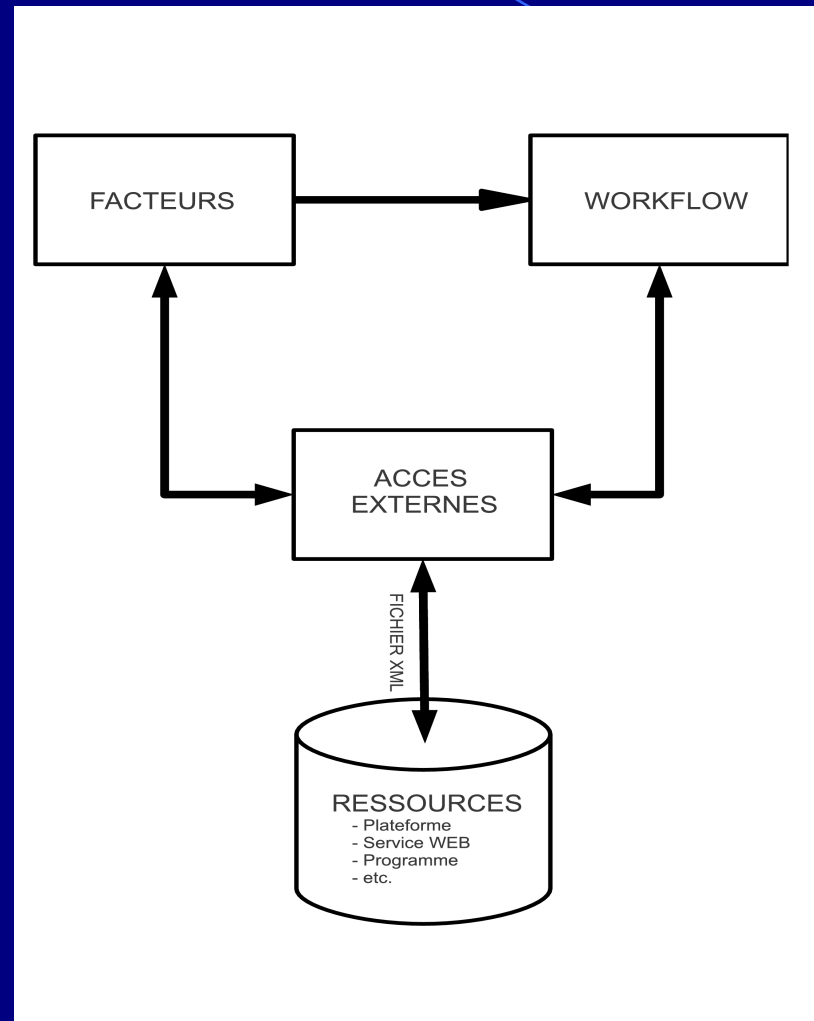 FACTEURS
WORKFLOW
ACCES
EXTERNES
FICHIER XML
RESSOURCES
- Plateforme
- Service WEB
- Programme
- etc.